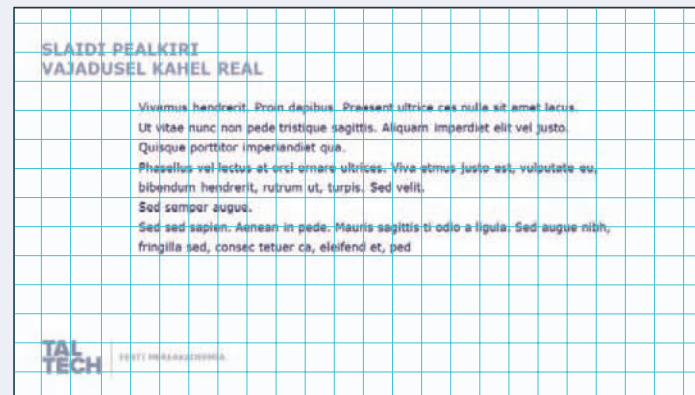 SLAIDI PEALKIRI
VAJADUSEL KAHEL REAL
Vivamus hendrerit. Proin dapibus. Praesent ultrice ces nulla sit amet lacus.
Ut vitae nunc non pede tristique sagittis. Aliquam imperdiet elit vel justo.
Quisque porttitor imperiandiet qua.
Phasellus vel lectus at orci ornare ultrices. Viva etmus justo est, vulputate eu,
bibendum hendrerit, rutrum ut, turpis. Sed velit.
Sed semper augue.
Sed sed sapien. Aenean in pede. Mauris sagittis ti odio a ligula. Sed augue nibh,
fringilla sed, consec tetuer ca, eleifend et, ped
TAL
TECH
EESTI MEREAKADEEMIA